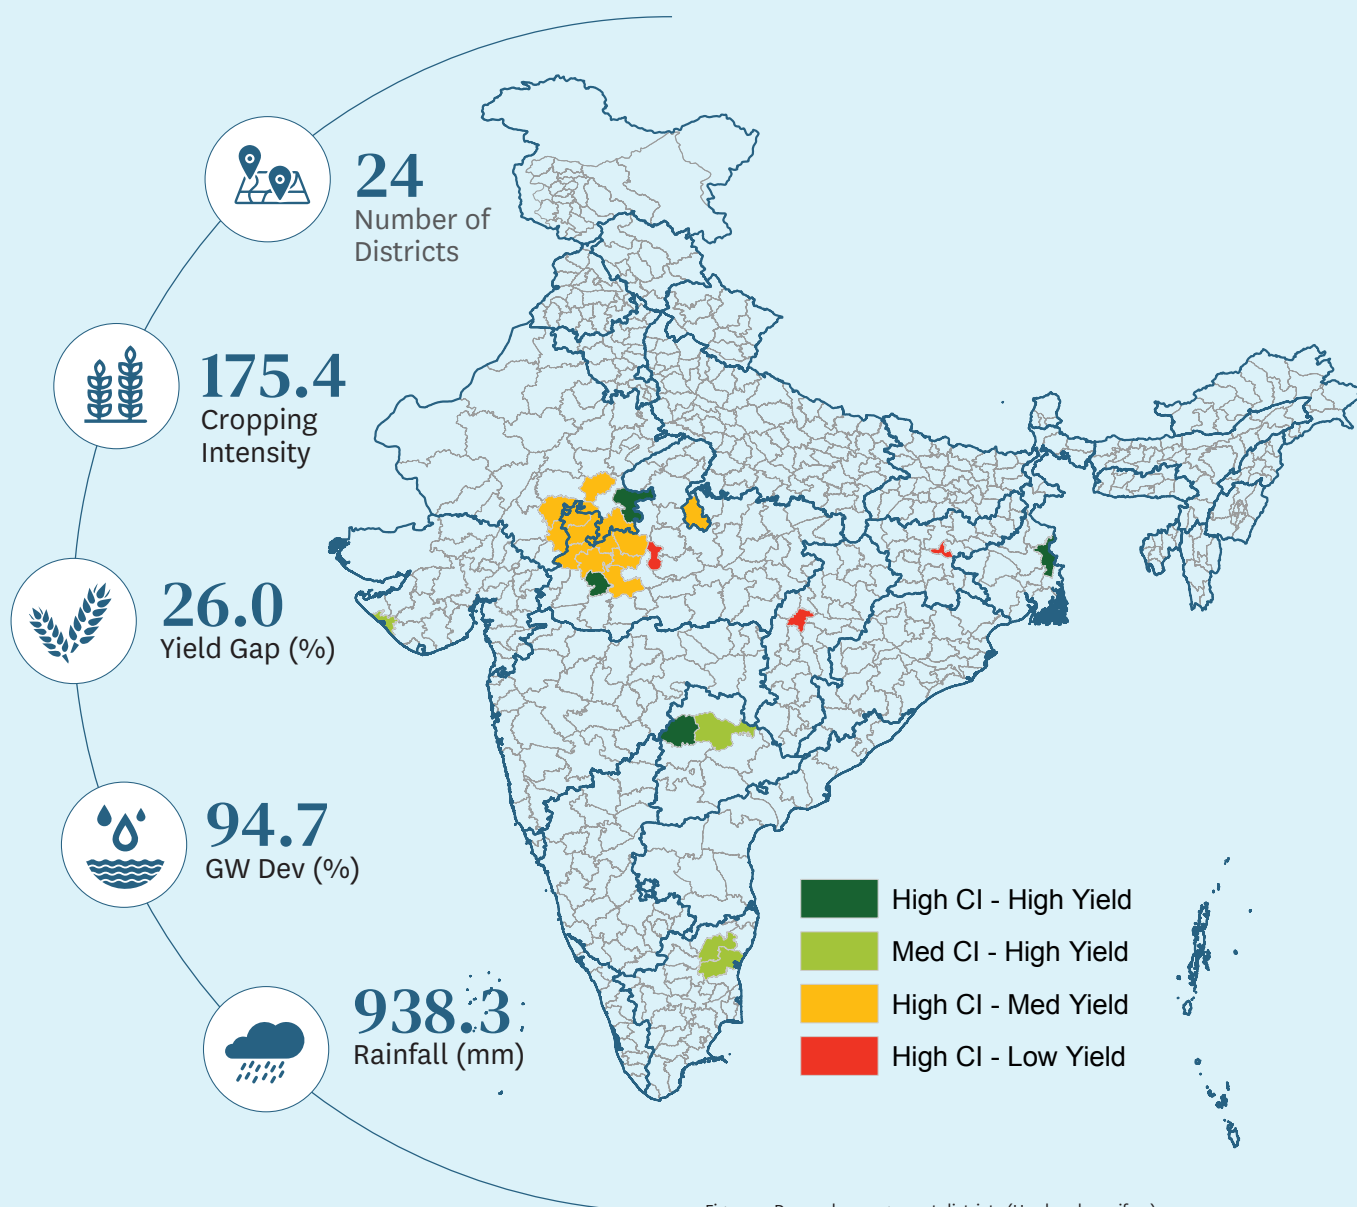 24
Number of
Districts
175.4
Cropping
Intensity
26.0
Yield Gap (%)
94.7
GW Dev (%)
938.3
Rainfall (mm)
High CI - High Yield
Med CI - High Yield
High CI - Med Yield
High CI - Low Yield